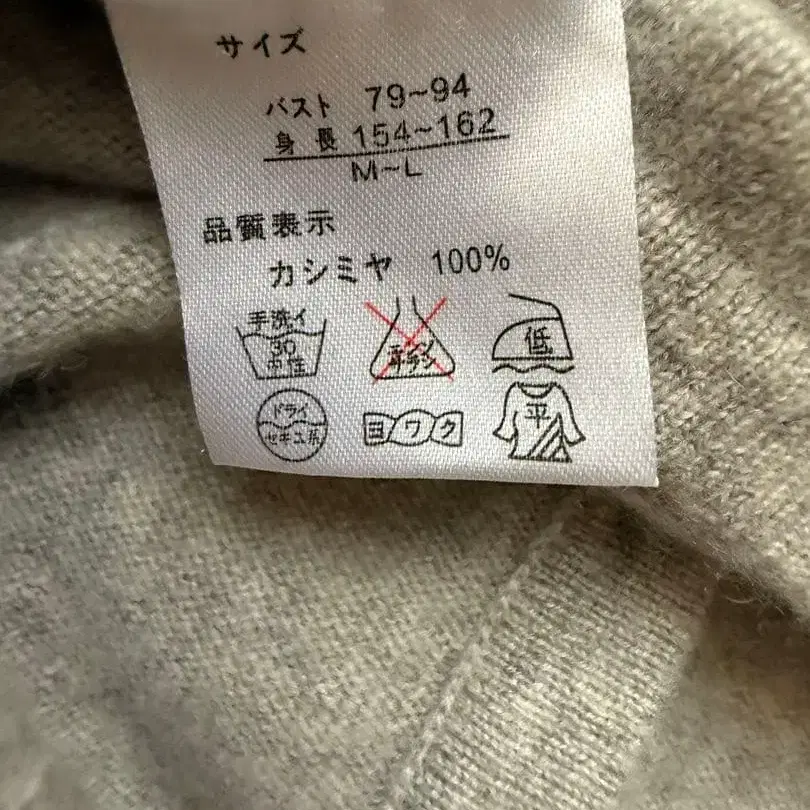 サイズ
バスト 79~94
身長 154~162
M~L
品質表示
カシミヤ 100%
手洗イ
30
中性
低
ドライ
セキユ系
ヨワク
平